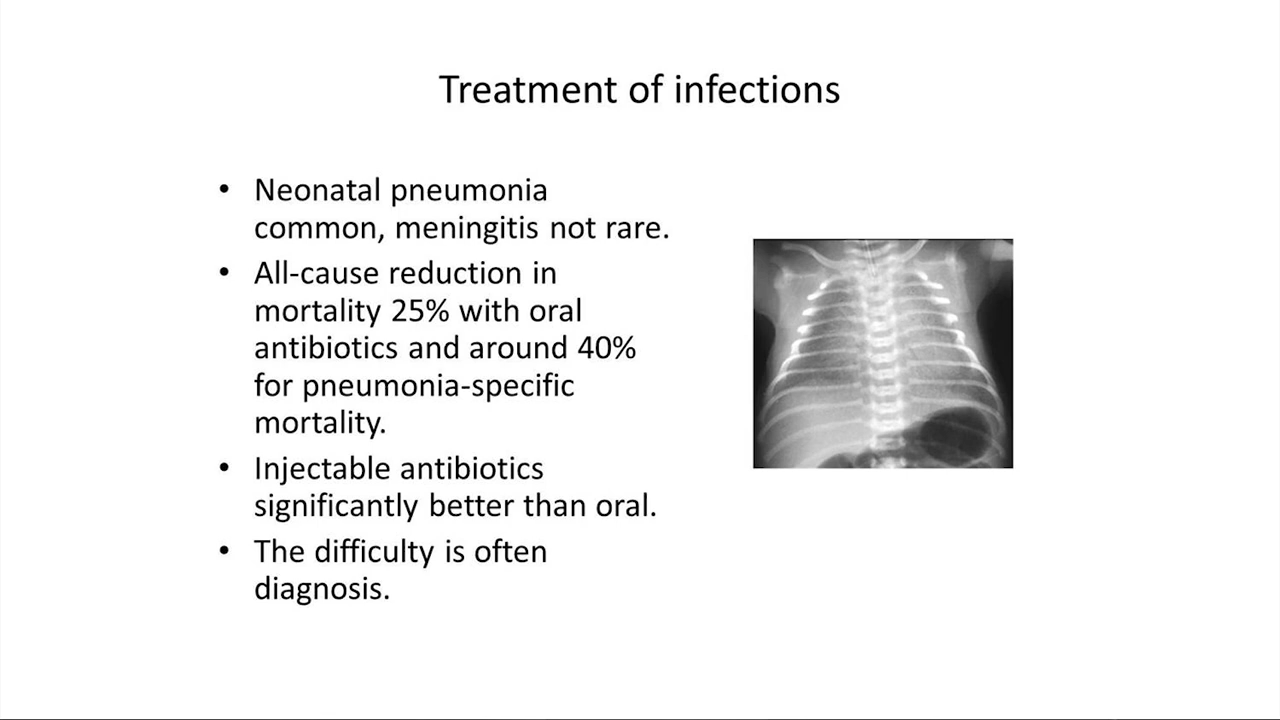 Treatment of infections
• Neonatal pneumonia
common, meningitis not rare.
• All-cause reduction in
mortality 25% with oral
antibiotics and around 40%
for pneumonia-specific
mortality.
• Injectable antibiotics
significantly better than oral.
• The difficulty is often
diagnosis.